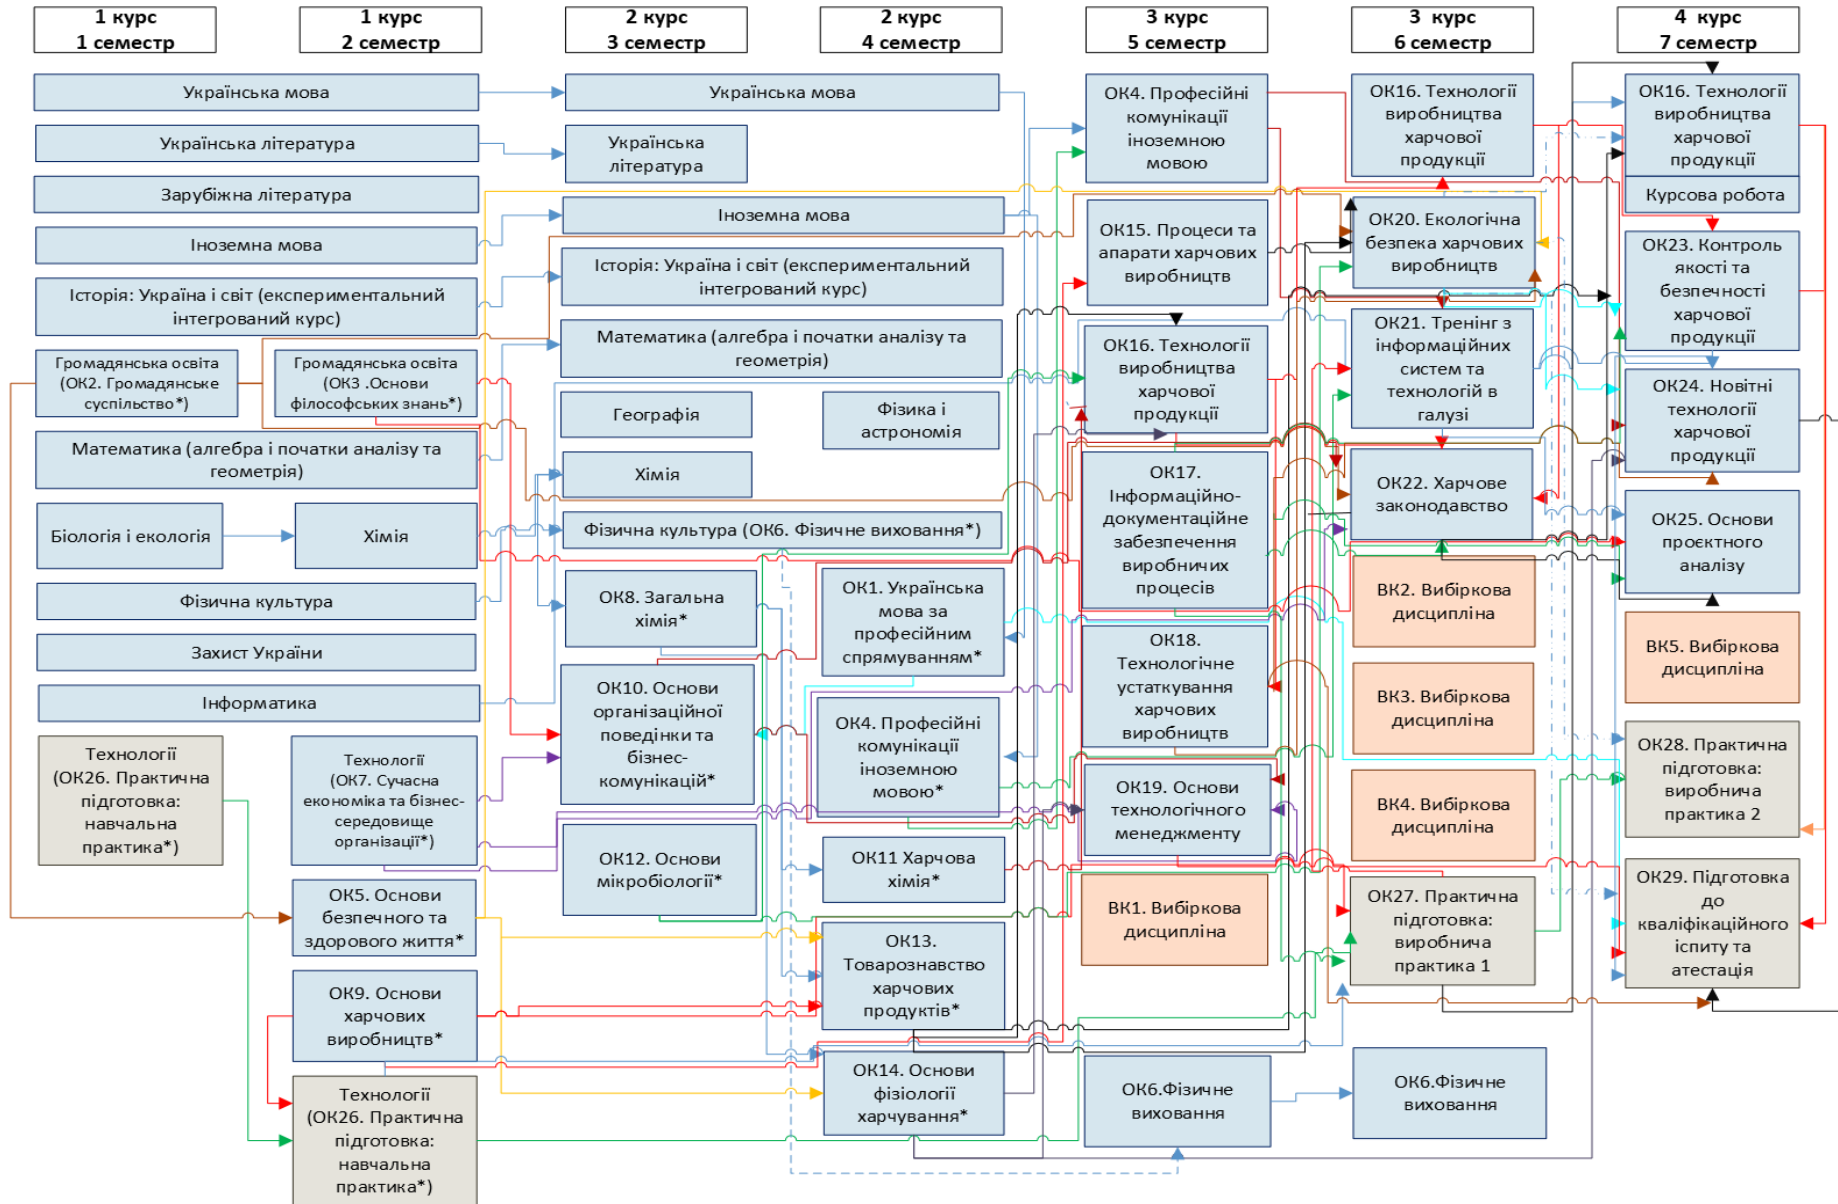 1 курс
1 семестр
1 курс
2 семестр
2 курс
3 семестр
2 курс
4 семестр
3 курс
5 семестр
3 курс
6 семестр
4 курс
7 семестр
Українська мова
Українська література
Зарубіжна література
Іноземна мова
Історія: Україна і світ (експериментальний
інтегрований курс)
Громадянська освіта
(ОК2. Громадянське
суспільство*)
Громадянська освіта
(ОК3 .Основи
філософських знань*)
Математика (алгебра і початки аналізу та
геометрія)
Біологія і екологія
Хімія
Фізична культура
Захист України
Інформатика
Технології
(ОК26. Практична
підготовка:
навчальна
практика*)
Технології
(ОК7. Сучасна
економіка та бізнес-
середовище
організації*)
ОК5. Основи
безпечного та
здорового життя*
ОК9. Основи
харчових
виробництв*
Технології
(ОК26. Практична
підготовка:
навчальна
практика*)
Українська мова
Українська
література
Іноземна мова
Історія: Україна і світ (експериментальний
інтегрований курс)
Математика (алгебра і початки аналізу та
геометрія)
Географія
Фізика і
астрономія
Хімія
Фізична культура (ОК6. Фізичне виховання*)
ОК8. Загальна
хімія*
ОК10. Основи
організаційної
поведінки та
бізнес-
комунікацій*
ОК12. Основи
мікробіології*
ОК1. Українська
мова за
професійним
спрямуванням*
ОК4. Професійні
комунікації
іноземною
мовою*
ОК11 Харчова
хімія*
ОК13.
Товарознавство
харчових
продуктів*
ОК14. Основи
фізіології
харчування*
ОК4. Професійні
комунікації
іноземною
мовою
ОК15. Процеси та
апарати харчових
виробництв
ОК16. Технології
виробництва
харчової
продукції
ОК17.
Інформаційно-
документаційне
забезпечення
виробничих
процесів
ОК18.
Технологічне
устаткування
харчових
виробництв
ОК19. Основи
технологічного
менеджменту
ВК1. Вибіркова
дисципліна
ОК6.Фізичне
виховання
ОК16. Технології
виробництва
харчової
продукції
ОК20. Екологічна
безпека харчових
виробництв
ОК21. Тренінг з
інформаційних
систем та
технологій в
галузі
ОК22. Харчове
законодавство
ВК2. Вибіркова
дисципліна
ВК3. Вибіркова
дисципліна
ВК4. Вибіркова
дисципліна
ОК27. Практична
підготовка:
виробнича
практика 1
ОК6.Фізичне
виховання
ОК16. Технології
виробництва
харчової
продукції
Курсова робота
ОК23. Контроль
якості та
безпечності
харчової
продукції
ОК24. Новітні
технології
харчової
продукції
ОК25. Основи
проєктного
аналізу
ВК5. Вибіркова
дисципліна
ОК28. Практична
підготовка:
виробнича
практика 2
ОК29. Підготовка
до
кваліфікаційного
іспиту та
атестація